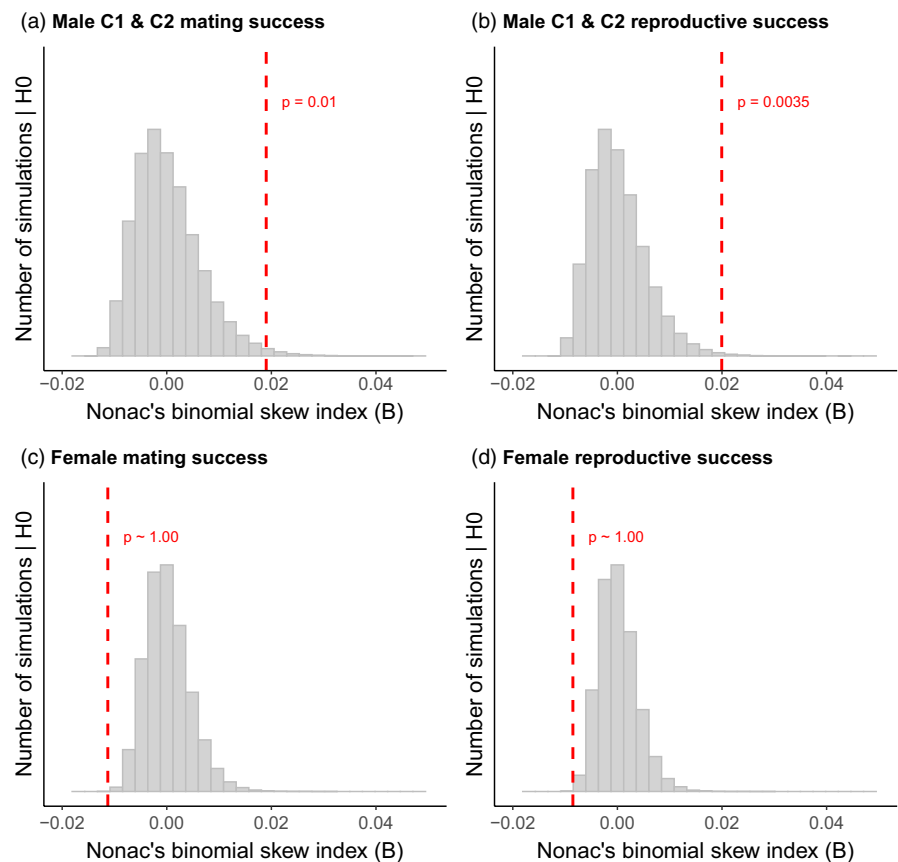 (a) Male C1 & C2 mating success
Number of simulations | H0
p = 0.01
−0.02 0.00 0.02 0.04
Nonac's binomial skew index (B)
(b) Male C1 & C2 reproductive success
Number of simulations | H0
p = 0.0035
−0.02 0.00 0.02 0.04
Nonac's binomial skew index (B)
(c) Female mating success
Number of simulations | H0
p ~ 1.00
−0.02 0.00 0.02 0.04
Nonac's binomial skew index (B)
(d) Female reproductive success
Number of simulations | H0
p ~ 1.00
−0.02 0.00 0.02 0.04
Nonac's binomial skew index (B)